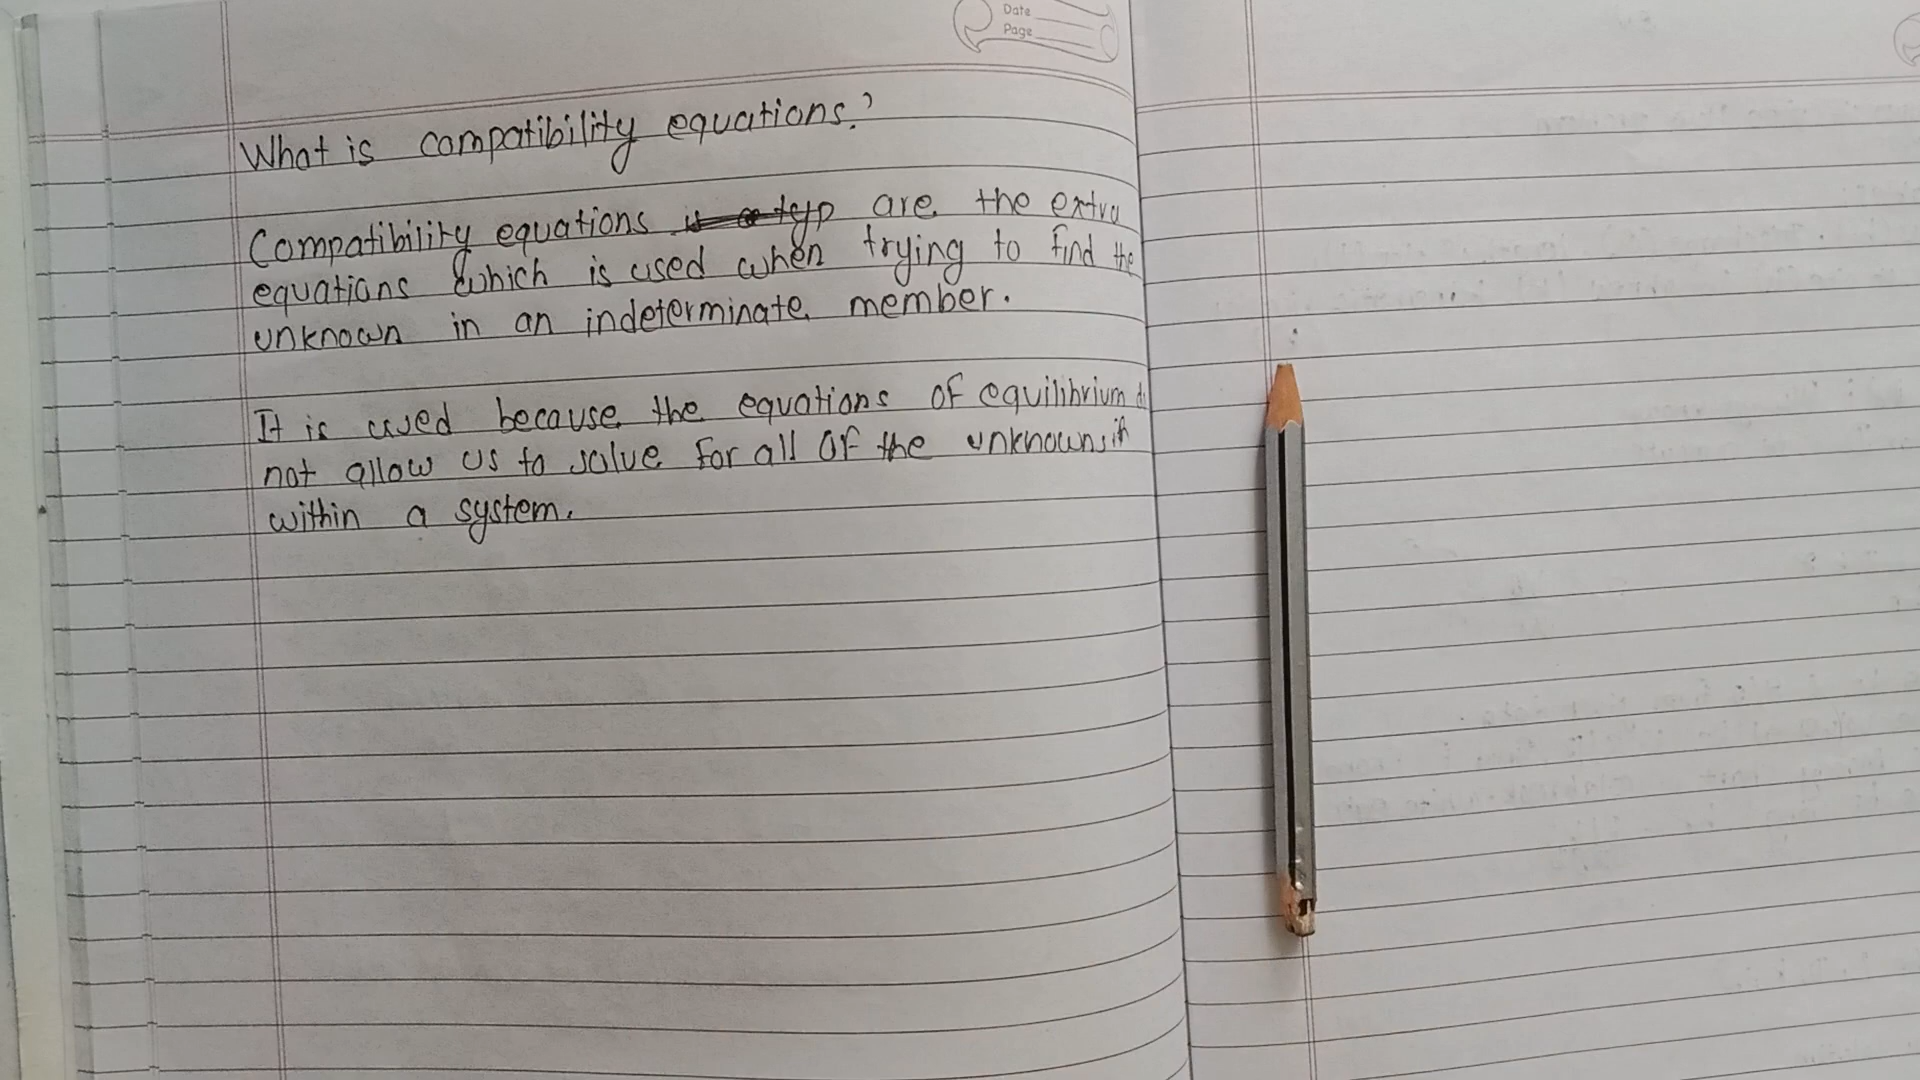 Date
Page
What is compatibility equations?
Compatibility equations are the extra
equations which is used when trying to find the
unknown in an indeterminate member.
It is used because the equations of equilibrium
not allow us to solve for all of the unknowns
within a system.